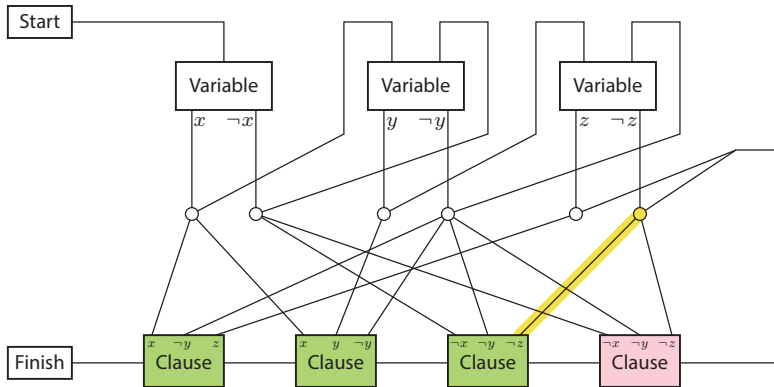 Start
Variable Variable Variable
x ¬x y ¬y z ¬z
x ¬y z x y ¬y ¬x ¬y ¬z ¬x ¬y ¬z
Finish Clause Clause Clause Clause